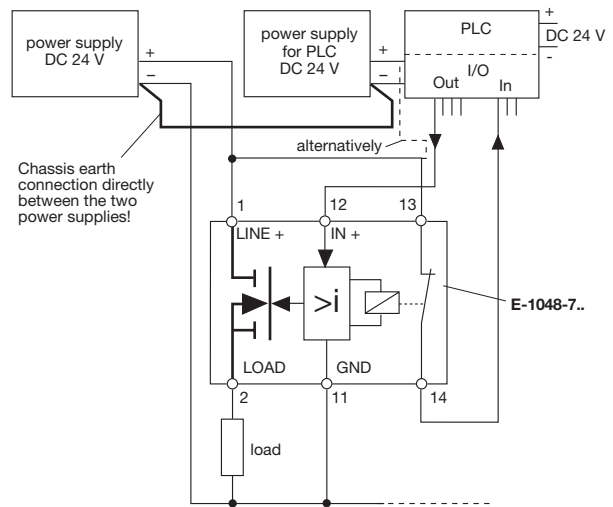 power supply
DC 24 V
+
−
power supply
for PLC
DC 24 V
+
−
PLC
I/O
Out
In
+
DC 24 V
-
alternatively
Chassis earth
connection directly
between the two
power supplies!
1
12
13
LINE +
IN +
>i
E-1048-7..
LOAD
GND
2
11
14
load